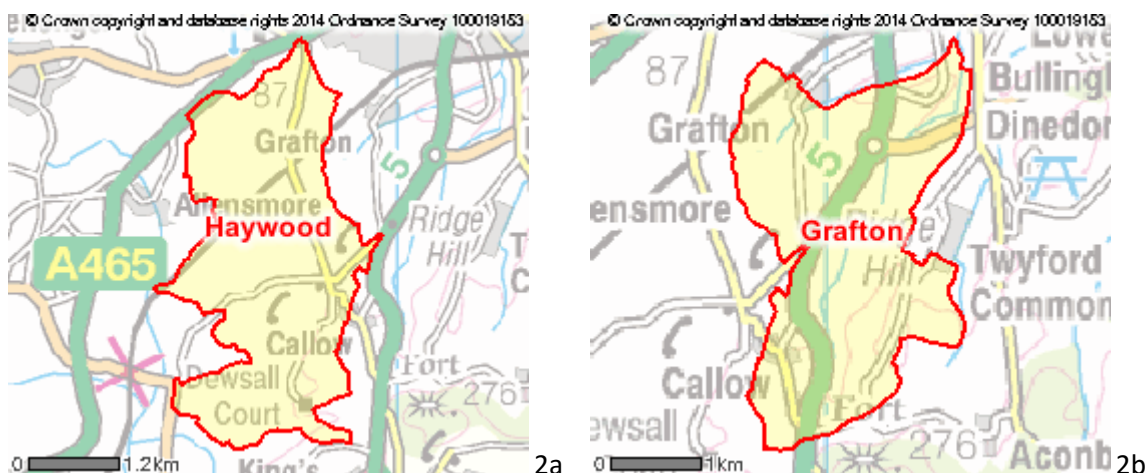 © Crown copyright and database rights 2014 Ordnance Survey 100019153
87
Grafton
5
Allensmore
Haywood
Ridge
Hill
A465
Callow
Dewsall
Court
Fort
276
King's
0 1.2km
2a
© Crown copyright and database rights 2014 Ordnance Survey 100019153
Lowe
87
Bulling
Dinedor
Grafton
5
ensmore
Ridge
Grafton
Hill
Twyford
Common
Callow
Fort
ewsall
276
Aconb
0 1km
2b